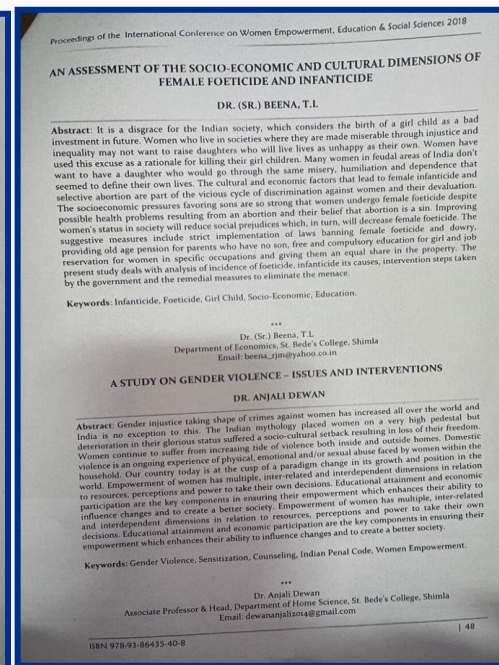 Proceedings of the International Conference on Women Empowerment, Education & Social Sciences 2018
AN ASSESSMENT OF THE SOCIO-ECONOMIC AND CULTURAL DIMENSIONS OF
FEMALE FOETICIDE AND INFANTICIDE
DR. (SR.) BEENA, T.L
Abstract: It is a disgrace for the Indian society, which considers the birth of a girl child as a bad
investment in future. Women who live in societies where they are made miserable through injustice and
inequality may not want to raise daughters who will live lives as unhappy as their own. Women have
used this excuse as a rationale for killing their girl children. Many women in feudal areas of India don't
want to have a daughter who would go through the same misery, humiliation and dependence that
seemed to define their own lives. The cultural and economic factors that lead to female infanticide and
selective abortion are part of the vicious cycle of discrimination against women and their devaluation.
The socioeconomic pressures favoring sons are so strong that women undergo female foeticide despite
possible health problems resulting from an abortion and their belief that abortion is a sin. Improving
women's status in society will reduce social prejudices which, in turn, will decrease female foeticide. The
suggestive measures include strict implementation of laws banning female foeticide and dowry,
providing old age pension for parents who have no son, free and compulsory education for girl and job
reservation for women in specific occupations and giving them an equal share in the property. The
present study deals with analysis of incidence of foeticide, infanticide its causes, intervention steps taken
by the government and the remedial measures to eliminate the menace.
Keywords: Infanticide, Foeticide, Girl Child, Socio-Economic, Education.
***
Dr. (Sr.) Beena, T.L
Department of Economics, St. Bede's College, Shimla
Email: beena_rjm@yahoo.co.in
A STUDY ON GENDER VIOLENCE – ISSUES AND INTERVENTIONS
DR. ANJALI DEWAN
Abstract: Gender injustice taking shape of crimes against women has increased all over the world and
India is no exception to this. The Indian mythology placed women on a very high pedestal but
deterioration in their glorious status suffered a socio-cultural setback resulting in loss of their freedom.
Women continue to suffer from increasing tide of violence both inside and outside homes. Domestic
violence is an ongoing experience of physical, emotional and/or sexual abuse faced by women within the
household. Our country today is at the cusp of a paradigm change in its growth and position in the
world. Empowerment of women has multiple, inter-related and interdependent dimensions in relation
to resources, perceptions and power to take their own decisions. Educational attainment and economic
participation are the key components in ensuring their empowerment which enhances their ability to
influence changes and to create a better society. Empowerment of women has multiple, inter-related
and interdependent dimensions in relation to resources, perceptions and power to take their own
decisions. Educational attainment and economic participation are the key components in ensuring their
empowerment which enhances their ability to influence changes and to create a better society.
Keywords: Gender Violence, Sensitization, Counseling, Indian Penal Code, Women Empowerment.
***
Dr. Anjali Dewan
Associate Professor & Head, Department of Home Science, St. Bede's College, Shimla
Email: dewananjali2014@gmail.com
ISBN 978-93-86435-40-8
| 48